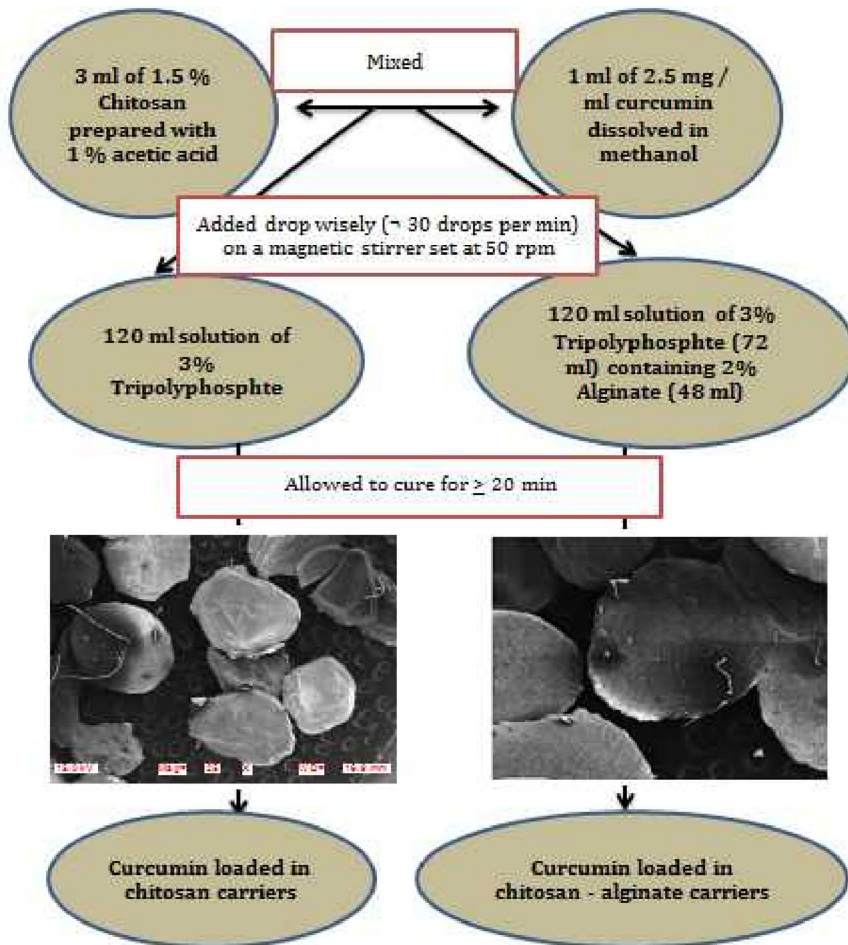 3 ml of 1.5 %
Chitosan
prepared with
1 % acetic acid
Mixed
1 ml of 2.5 mg /
ml curcumin
dissolved in
methanol
Added drop wisely (¬ 30 drops per min)
on a magnetic stirrer set at 50 rpm
120 ml solution of
3%
Tripolyphosphte
120 ml solution of 3%
Tripolyphosphte (72
ml) containing 2%
Alginate (48 ml)
Allowed to cure for ≥ 20 min
Curcumin loaded in
chitosan carriers
Curcumin loaded in
chitosan - alginate carriers